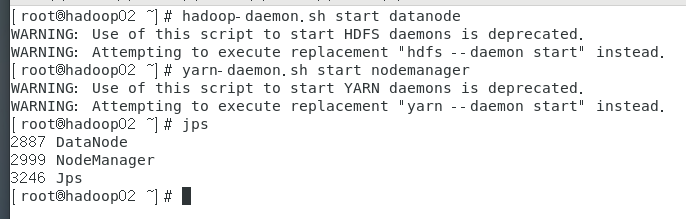 [root@hadoop02 ~]# hadoop-daemon.sh start datanode
WARNING: Use of this script to start HDFS daemons is deprecated.
WARNING: Attempting to execute replacement "hdfs --daemon start" instead.
[root@hadoop02 ~]# yarn-daemon.sh start nodemanager
WARNING: Use of this script to start YARN daemons is deprecated.
WARNING: Attempting to execute replacement "yarn --daemon start" instead.
[root@hadoop02 ~]# jps
2887 DataNode
2999 NodeManager
3246 Jps
[root@hadoop02 ~]#